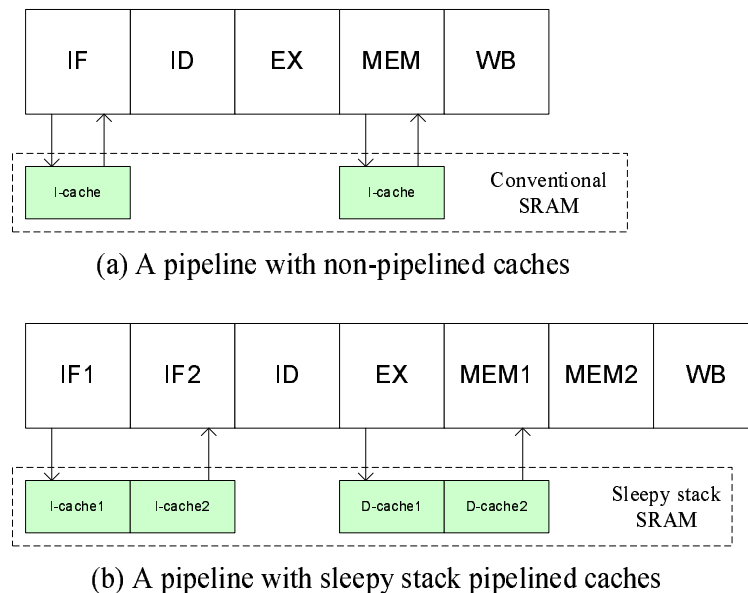 IF ID EX MEM WB
I-cache I-cache
Conventional
SRAM
(a) A pipeline with non-pipelined caches
IF1 IF2 ID EX MEM1 MEM2 WB
I-cache1 I-cache2 D-cache1 D-cache2
Sleepy stack
SRAM
(b) A pipeline with sleepy stack pipelined caches